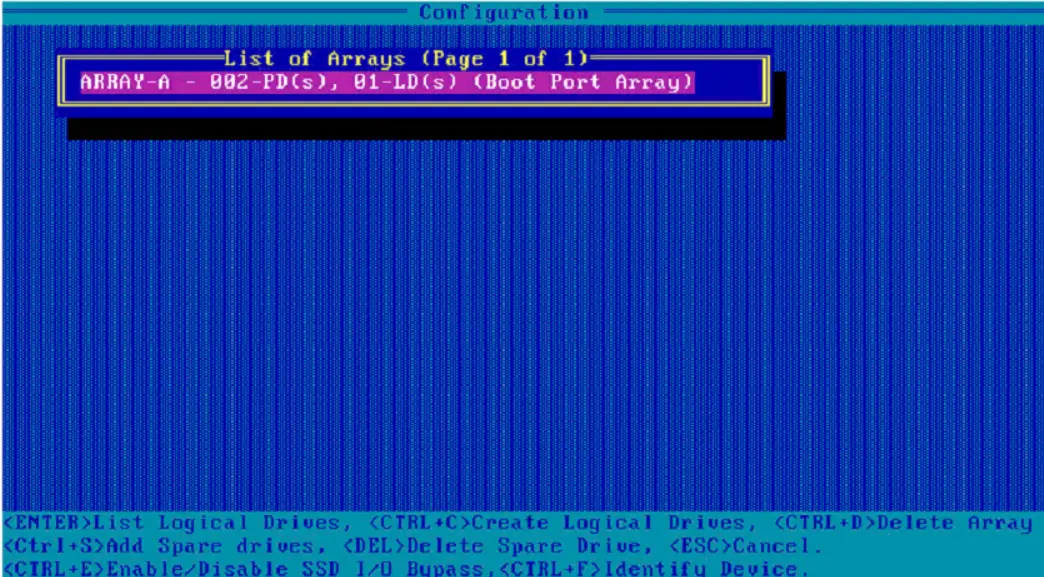 Configuration
List of Arrays (Page 1 of 1)
ARRAY-A - 002-PD(s), 01-LD(s) (Boot Port Array)
<ENTER>List Logical Drives, <CTRL+C>Create Logical Drives, <CTRL+D>Delete Array
<Ctrl+S>Add Spare drives, <DEL>Delete Spare Drive, <ESC>Cancel.
<CTRL+E>Enable/Disable SSD I/O Bypass,<CTRL+F>Identify Device.